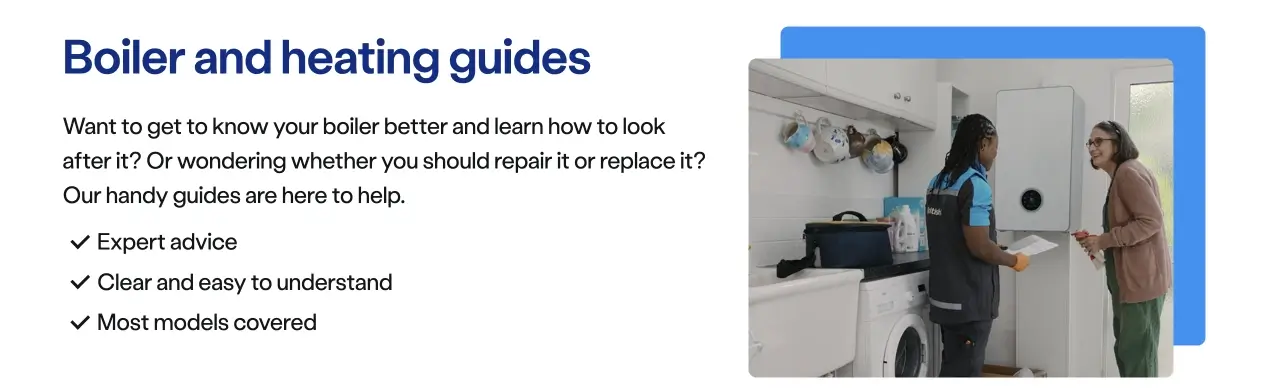 Boiler and heating guides
Want to get to know your boiler better and learn how to look
after it? Or wondering whether you should repair it or replace it?
Our handy guides are here to help.
Expert advice
Clear and easy to understand
Most models covered